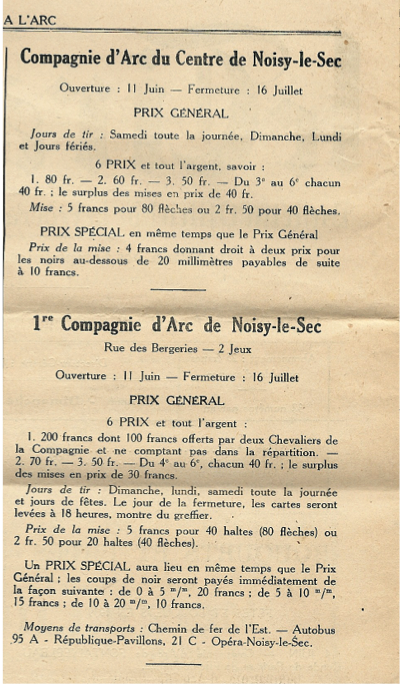 A L'ARC
Compagnie d'Arc du Centre de Noisy-le-Sec
Ouverture : 11 Juin — Fermeture : 16 Juillet
PRIX GÉNÉRAL
Jours de tir : Samedi toute la journée, Dimanche, Lundi
et Jours fériés.
6 PRIX et tout l'argent, savoir :
1. 80 fr. — 2. 60 fr. — 3. 50 fr. — Du 3e au 6e chacun
40 fr. ; le surplus des mises en prix de 40 fr.
Mise : 5 francs pour 80 flèches ou 2 fr. 50 pour 40 flèches.
PRIX SPÉCIAL en même temps que le Prix Général
Prix de la mise : 4 francs donnant droit à deux prix pour
les noirs au-dessous de 20 millimètres payables de suite
à 10 francs.
1re Compagnie d'Arc de Noisy-le-Sec
Rue des Bergeries — 2 Jeux
Ouverture : 11 Juin — Fermeture : 16 Juillet
PRIX GÉNÉRAL
6 PRIX et tout l'argent :
1. 200 francs dont 100 francs offerts par deux Chevaliers de
la Compagnie et ne comptant pas dans la répartition. —
2. 70 fr. — 3. 50 fr. — Du 4e au 6e, chacun 40 fr. ; le surplus
des mises en prix de 30 francs.
Jours de tir : Dimanche, lundi, samedi toute la journée
et jours de fêtes. Le jour de la fermeture, les cartes seront
levées à 18 heures, montre du greffier.
Prix de la mise : 5 francs pour 40 haltes (80 flèches) ou
2 fr. 50 pour 20 haltes (40 flèches).
Un PRIX SPÉCIAL aura lieu en même temps que le Prix
Général ; les coups de noir seront payés immédiatement de
la façon suivante : de 0 à 5 m/m, 20 francs ; de 5 à 10 m/m,
15 francs ; de 10 à 20 m/m, 10 francs.
Moyens de transports : Chemin de fer de l'Est. — Autobus
95 A - République-Pavillons, 21 C - Opéra-Noisy-le-Sec.